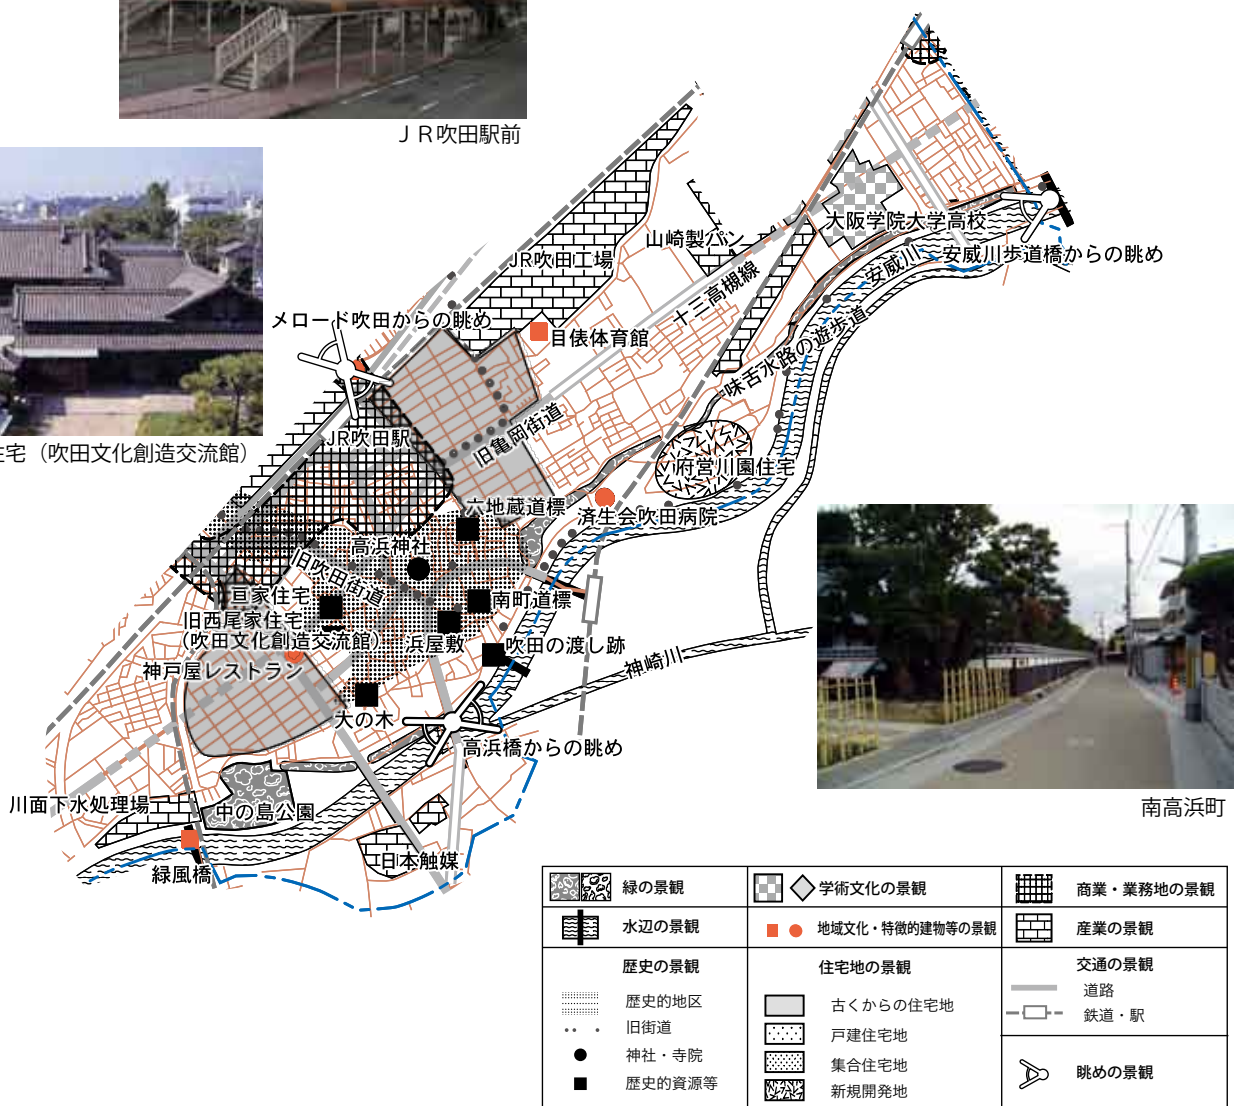 ＪＲ吹田駅前
住宅（吹田文化創造交流館）
大阪学院大学高校
山崎製パン
安威川
安威川歩道橋からの眺め
JR吹田工場
十三高槻線
メロード吹田からの眺め
目俵体育館
味舌水路の遊歩道
旧亀岡街道
JR吹田駅
府営川園住宅
六地蔵道標
済生会吹田病院
高浜神社
旧吹田街道
亘家住宅
南町道標
旧西尾家住宅
（吹田文化創造交流館）
浜屋敷
吹田の渡し跡
神崎川
神戸屋レストラン
大の木
高浜橋からの眺め
川面下水処理場
中の島公園
日本触媒
緑風橋
南高浜町
緑の景観
学術文化の景観
商業・業務地の景観
水辺の景観
地域文化・特徴的建物等の景観
産業の景観
歴史の景観
歴史的地区
旧街道
神社・寺院
歴史的資源等
住宅地の景観
古くからの住宅地
戸建住宅地
集合住宅地
新規開発地
交通の景観
道路
鉄道・駅
眺めの景観